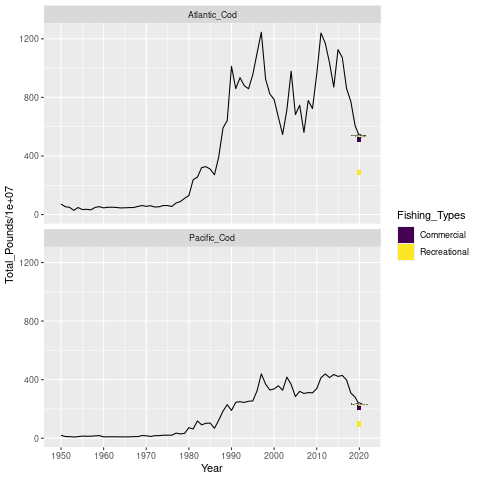 Atlantic_Cod
1200
800
400
0
Pacific_Cod
1200
800
400
0
1950 1960 1970 1980 1990 2000 2010 2020
Year
Total_Pounds/1e+07
Fishing_Types
Commercial
Recreational